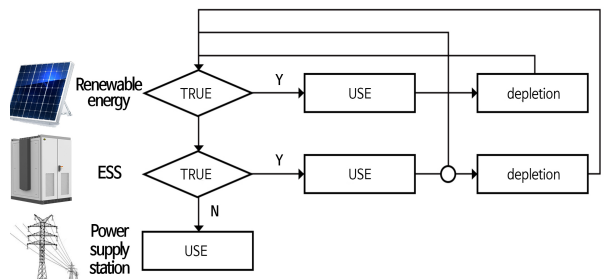 Renewable
energy
TRUE
Y
USE
depletion
ESS
TRUE
Y
USE
depletion
N
Power
supply
station
USE